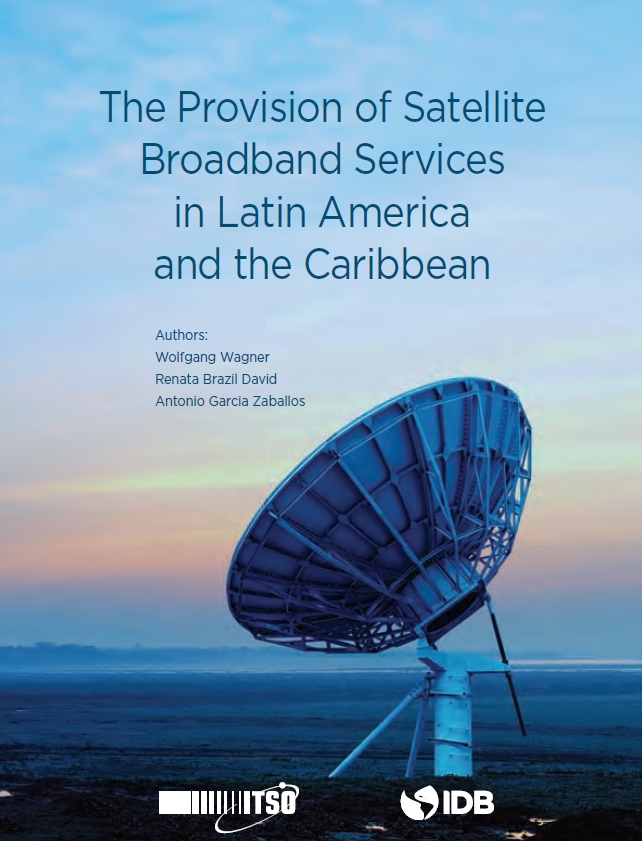 The Provision of Satellite
Broadband Services
in Latin America
and the Caribbean
Authors:
Wolfgang Wagner
Renata Brazil David
Antonio Garcia Zaballos
ITSO
IDB